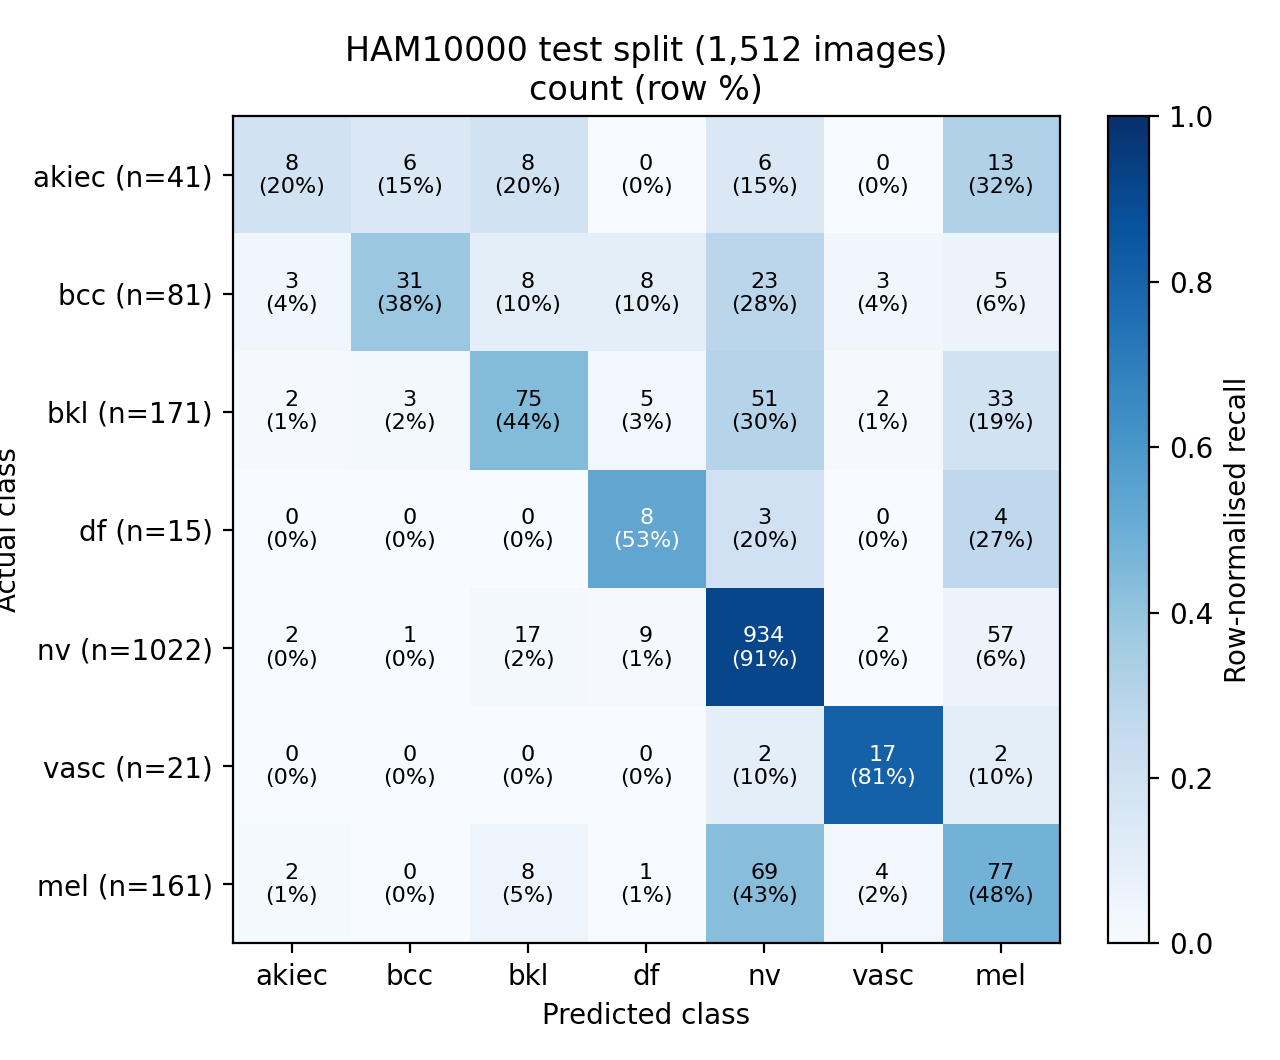 HAM10000 test split (1,512 images)
count (row %)
akiec (n=41)
8 6 8 0 6 0 13
(20%) (15%) (20%) (0%) (15%) (0%) (32%)
bcc (n=81)
3 31 8 8 23 3 5
(4%) (38%) (10%) (10%) (28%) (4%) (6%)
bkl (n=171)
2 3 75 5 51 2 33
(1%) (2%) (44%) (3%) (30%) (1%) (19%)
df (n=15)
0 0 0 8 3 0 4
(0%) (0%) (0%) (53%) (20%) (0%) (27%)
nv (n=1022)
2 1 17 9 934 2 57
(0%) (0%) (2%) (1%) (91%) (0%) (6%)
vasc (n=21)
0 0 0 0 2 17 2
(0%) (0%) (0%) (0%) (10%) (81%) (10%)
mel (n=161)
2 0 8 1 69 4 77
(1%) (0%) (5%) (1%) (43%) (2%) (48%)
akiec bcc bkl df nv vasc mel
Predicted class
Actual class
1.0
0.8
0.6
0.4
0.2
0.0
Row-normalised recall